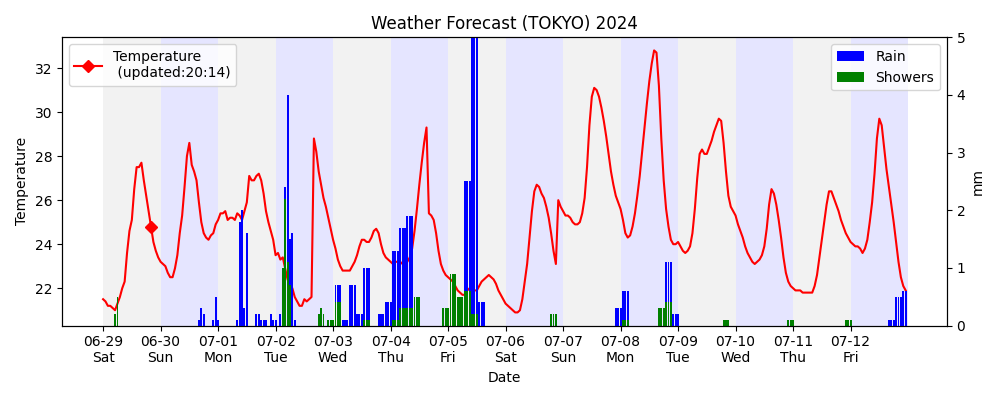 Weather Forecast (TOKYO) 2024
Temperature
(updated:20:14)
Rain
Showers
Temperature
32
30
28
26
24
22
5
4
3
2
1
0
mm
06-29 06-30 07-01 07-02 07-03 07-04 07-05 07-06 07-07 07-08 07-09 07-10 07-11 07-12
Sat Sun Mon Tue Wed Thu Fri Sat Sun Mon Tue Wed Thu Fri
Date